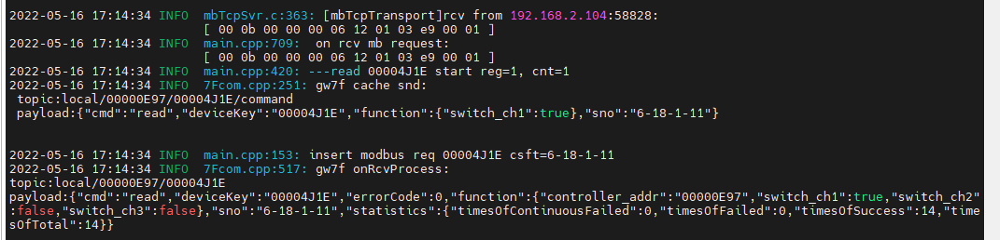 2022-05-16 17:14:34 INFO  mbTcpSvr.c:363: [mbTcpTransport]rcv from 192.168.2.104:58828:
[ 00 0b 00 00 00 06 12 01 03 e9 00 01 ]
2022-05-16 17:14:34 INFO  main.cpp:709:  on rcv mb request:
[ 00 0b 00 00 00 06 12 01 03 e9 00 01 ]
2022-05-16 17:14:34 INFO  main.cpp:420: ---read 00004J1E start reg=1, cnt=1
2022-05-16 17:14:34 INFO  7Fcom.cpp:251: gw7f cache snd:
topic:local/00000E97/00004J1E/command
payload:{"cmd":"read","deviceKey":"00004J1E","function":{"switch_ch1":true},"sno":"6-18-1-11"}
2022-05-16 17:14:34 INFO  main.cpp:153: insert modbus req 00004J1E csft=6-18-1-11
2022-05-16 17:14:34 INFO  7Fcom.cpp:517: gw7f onRcvProcess:
topic:local/00000E97/00004J1E
payload:{"cmd":"read","deviceKey":"00004J1E","errorCode":0,"function":{"controller_addr":"00000E97","switch_ch1":true,"switch_ch2"
:false,"switch_ch3":false},"sno":"6-18-1-11","statistics":{"timesOfContinuousFailed":0,"timesOfFailed":0,"timesOfSuccess":14,"time
sOfTotal":14}}